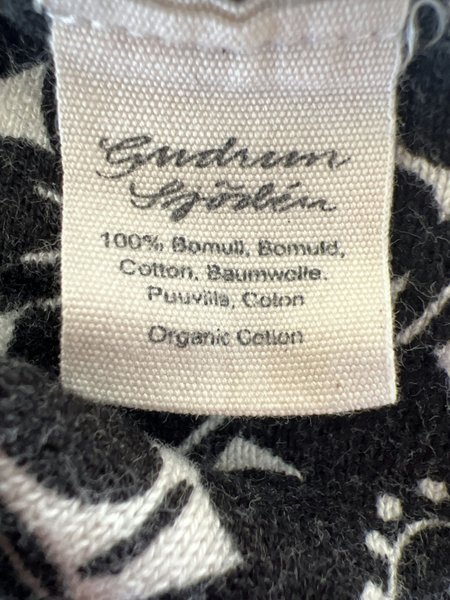 Gudrun
Sjödén
100% Bomull, Bomuld,
Cotton, Baumwolle.
Puuvilla, Coton
Organic Cotton